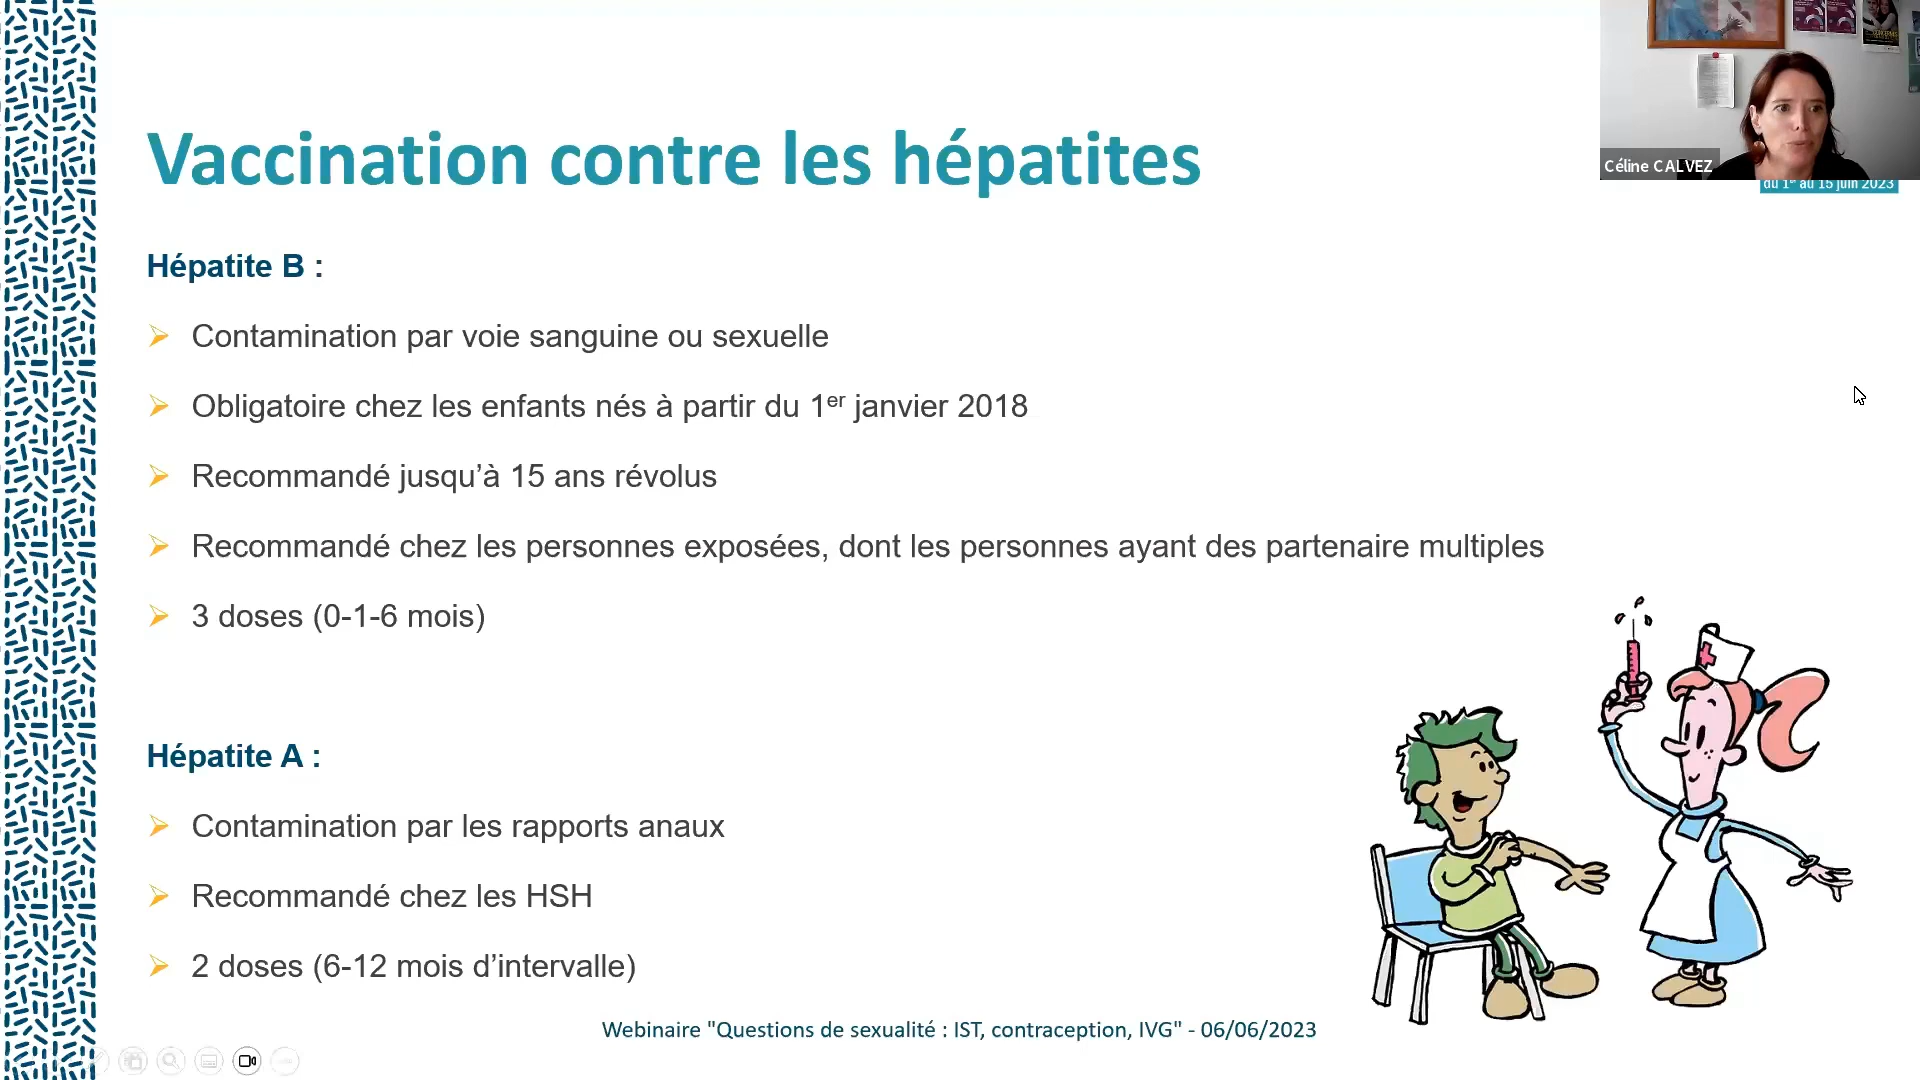 Vaccination contre les hépatites
Céline CALVEZ
du 1er au 15 juin 2023
Hépatite B :
Contamination par voie sanguine ou sexuelle
Obligatoire chez les enfants nés à partir du 1er janvier 2018
Recommandé jusqu’à 15 ans révolus
Recommandé chez les personnes exposées, dont les personnes ayant des partenaire multiples
3 doses (0-1-6 mois)
Hépatite A :
Contamination par les rapports anaux
Recommandé chez les HSH
2 doses (6-12 mois d’intervalle)
Webinaire "Questions de sexualité : IST, contraception, IVG" - 06/06/2023